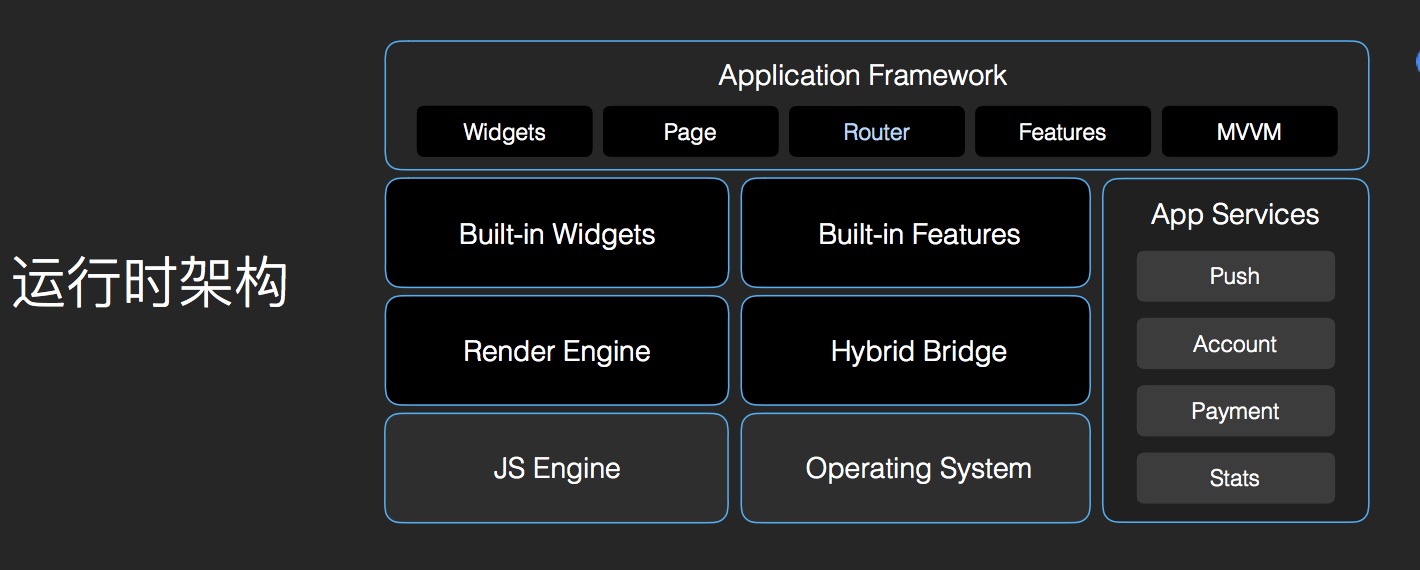 运行时架构
Application Framework
Widgets Page Router Features MVVM
Built-in Widgets Built-in Features
App Services
Push
Render Engine Hybrid Bridge
Account
Payment
JS Engine Operating System
Stats